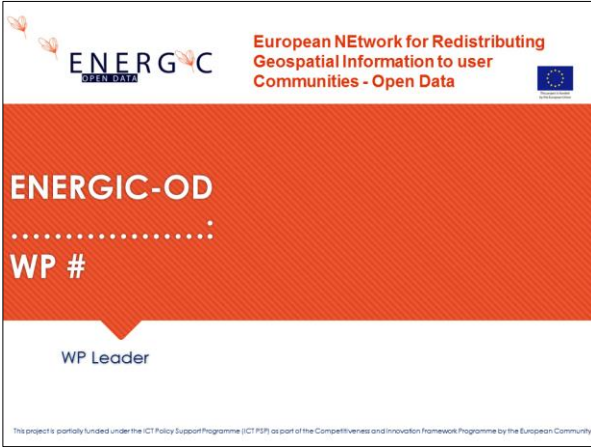 ENERGIC
OPEN DATA
European NEtwork for Redistributing
Geospatial Information to user
Communities - Open Data
ENERGIC-OD
...................:
WP #
WP Leader
This project is partially funded under the ICT Policy Support Programme (ICT PSP) as part of the Competitiveness and Innovation Framework Programme by the European Community